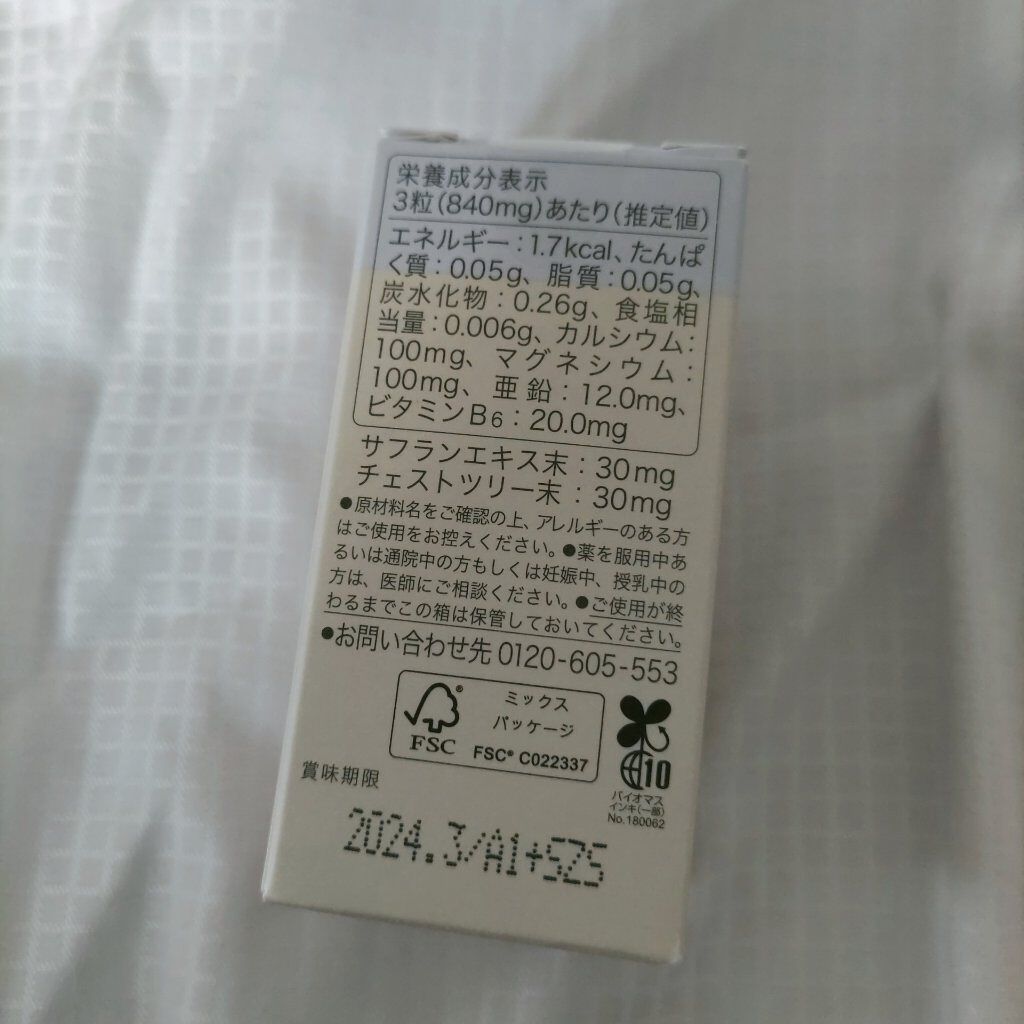 栄養成分表示
3粒(840mg)あたり(推定値)
エネルギー:1.7kcal、たんぱ
く質:0.05g、脂質:0.05g、
炭水化物:0.26g、食塩相
当量:0.006g、カルシウム:
100mg、マグネシウム:
100mg、亜鉛:12.0mg、
ビタミンB6:20.0mg
サフランエキス末:30mg
チェストツリー末:30mg
●原材料名をご確認の上、アレルギーのある方
はご使用をお控えください。●薬を服用中あ
るいは通院中の方もしくは妊娠中、授乳中の
方は、医師にご相談ください。●ご使用が終
わるまでこの箱は保管しておいてください。
●お問い合わせ先 0120-605-553
ミックス
パッケージ
FSC® C022337
FSC
10
バイオマス
インキ(一部)
No.180062
賞味期限
2024.3/A1+SZS